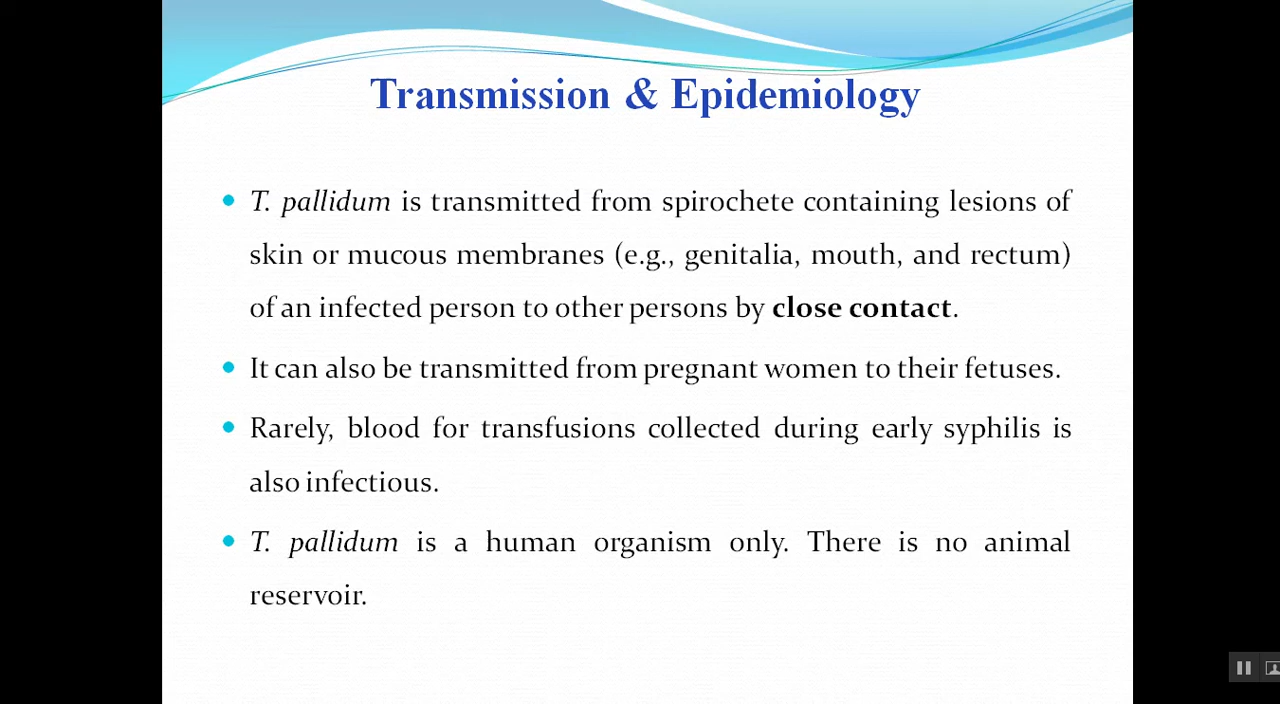 Transmission & Epidemiology
T. pallidum is transmitted from spirochete containing lesions of
skin or mucous membranes (e.g., genitalia, mouth, and rectum)
of an infected person to other persons by close contact.
It can also be transmitted from pregnant women to their fetuses.
Rarely, blood for transfusions collected during early syphilis is
also infectious.
T. pallidum is a human organism only. There is no animal
reservoir.